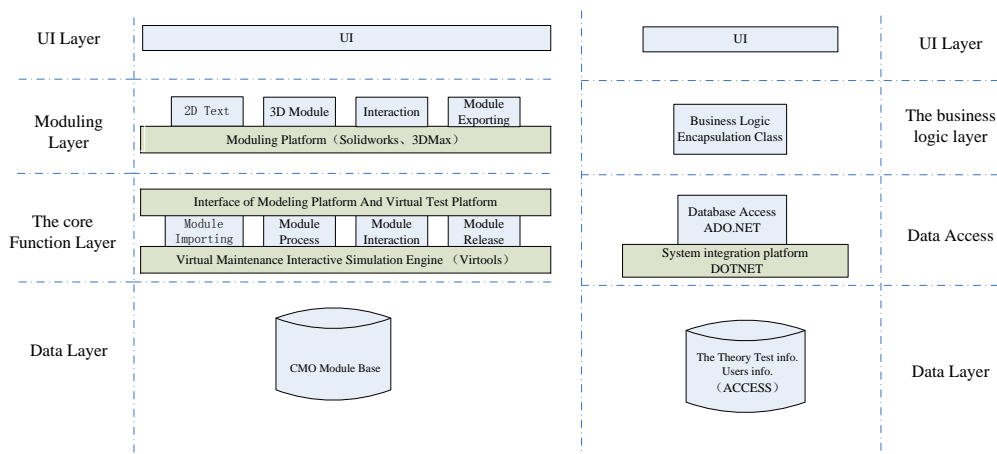 UI Layer
UI
Moduling
Layer
2D Text
3D Module
Interaction
Module
Exporting
Moduling Platform（Solidworks、3DMax）
The core
Function Layer
Interface of Modeling Platform And Virtual Test Platform
Module
Importing
Module
Process
Module
Interaction
Module
Release
Virtual Maintenance Interactive Simulation Engine （Virtools）
Data Layer
CMO Module Base
UI
UI Layer
Business Logic
Encapsulation Class
The business
logic layer
Database Access
ADO.NET
System integration platform
DOTNET
Data Access
The Theory Test info.
Users info.
（ACCESS）
Data Layer